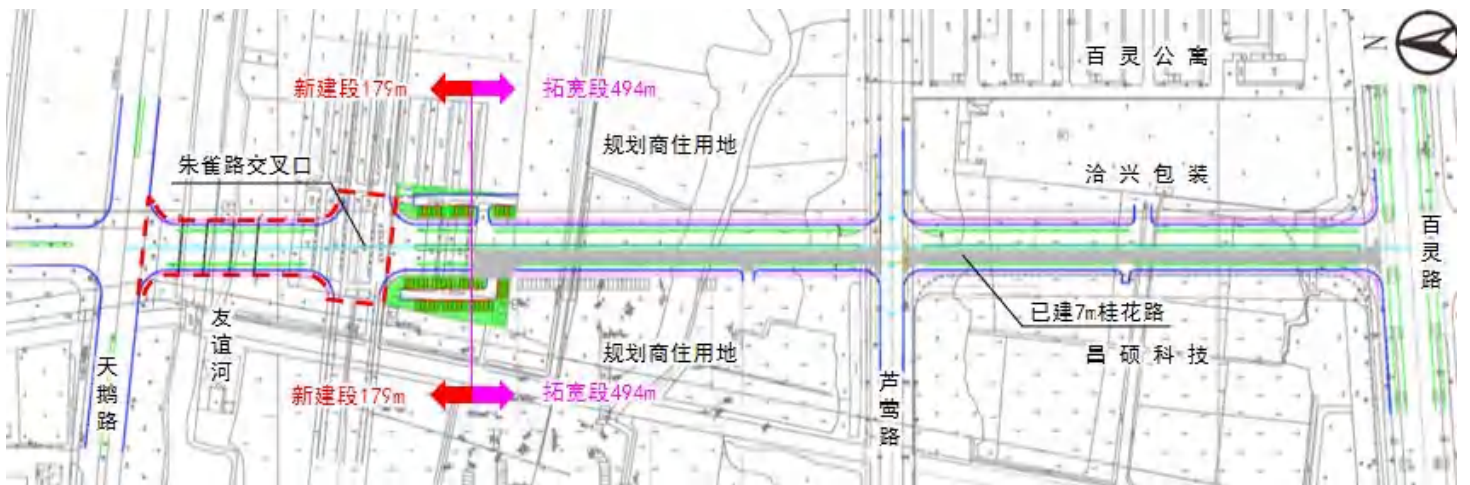 百灵公寓
N
新建段179m
拓宽段494m
规划商住用地
朱雀路交叉口
洽兴包装
百灵路
已建7m桂花路
友谊河
规划商住用地
昌硕科技
天鹅路
芦莺路
新建段179m
拓宽段494m